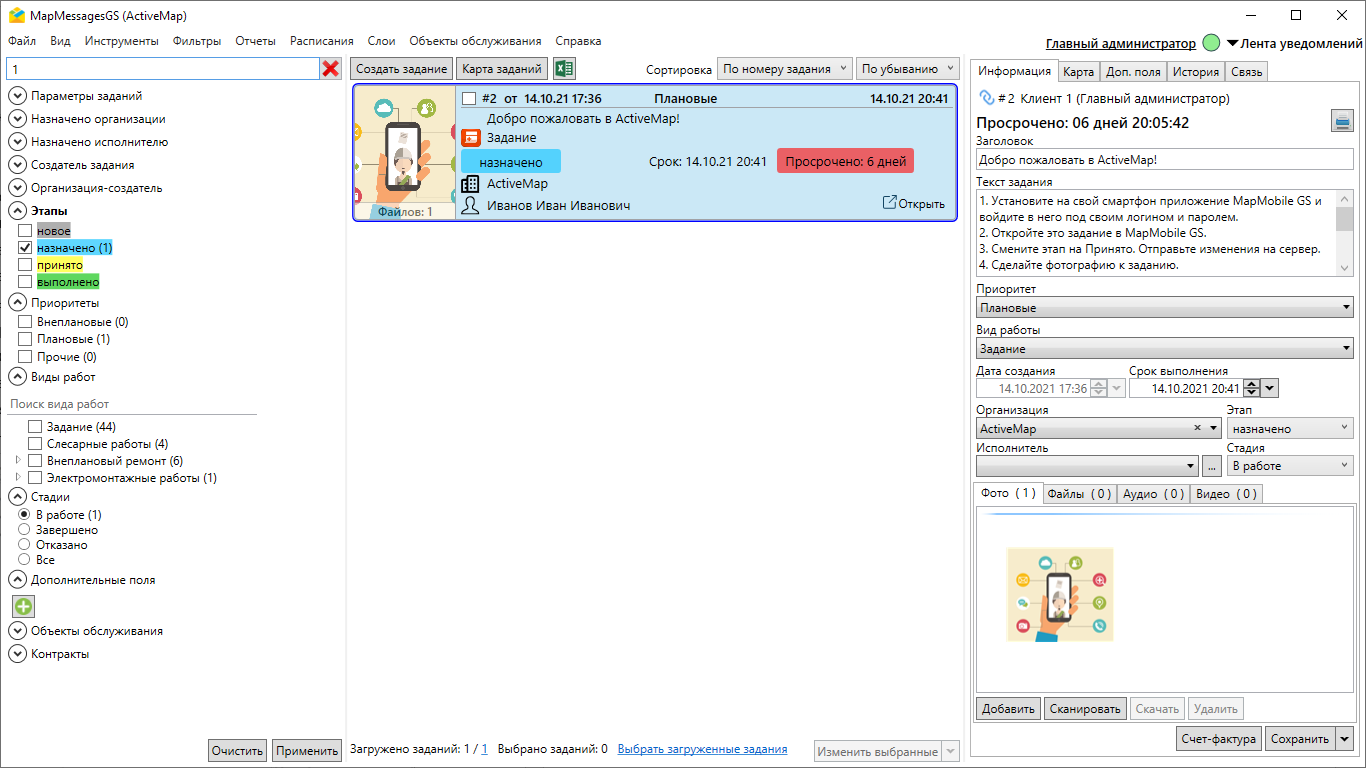 MapMessagesGS (ActiveMap)
Файл Вид Инструменты Фильтры Отчеты Расписания Слои Объекты обслуживания Справка
Главный администратор Лента уведомлений
1
Параметры заданий
Назначено организации
Назначено исполнителю
Создатель задания
Организация-создатель
Этапы
новое
назначено (1)
принято
выполнено
Приоритеты
Внеплановые (0)
Плановые (1)
Прочие (0)
Виды работ
Поиск вида работ
Задание (44)
Слесарные работы (4)
Внеплановый ремонт (6)
Электромонтажные работы (1)
Стадии
В работе (1)
Завершено
Отказано
Все
Дополнительные поля
Объекты обслуживания
Контракты
Очистить Применить
Создать задание Карта заданий Сортировка По номеру задания По убыванию
#2 от 14.10.21 17:36 Плановые 14.10.21 20:41
Добро пожаловать в ActiveMap!
Задание
назначено Срок: 14.10.21 20:41 Просрочено: 6 дней
ActiveMap
Иванов Иван Иванович Открыть
Файлов: 1
Загружено заданий: 1 / 1 Выбрано заданий: 0 Выбрать загруженные задания Изменить выбранные
Информация Карта Доп. поля История Связь
# 2 Клиент 1 (Главный администратор)
Просрочено: 06 дней 20:05:42
Заголовок
Добро пожаловать в ActiveMap!
Текст задания
1. Установите на свой смартфон приложение MapMobile GS и
войдите в него под своим логином и паролем.
2. Откройте это задание в MapMobile GS.
3. Смените этап на Принято. Отправьте изменения на сервер.
4. Сделайте фотографию к заданию.
Приоритет
Плановые
Вид работы
Задание
Дата создания Срок выполнения
14.10.2021 17:36 14.10.2021 20:41
Организация Этап
ActiveMap назначено
Исполнитель Стадия
... В работе
Фото ( 1 ) Файлы ( 0 ) Аудио ( 0 ) Видео ( 0 )
Добавить Сканировать Скачать Удалить
Счет-фактура Сохранить